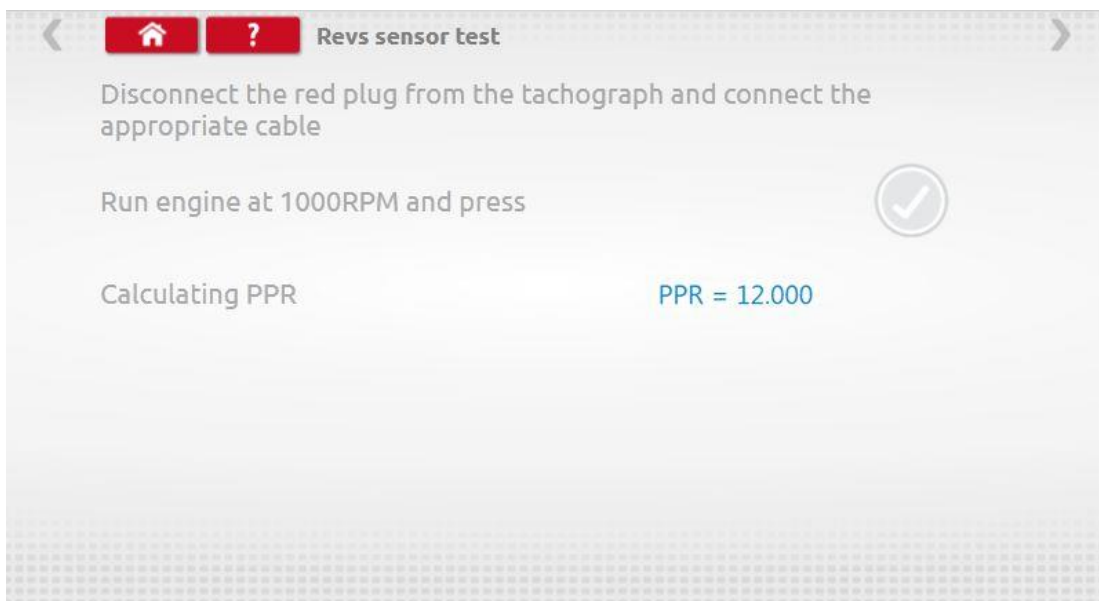 ? Revs sensor test
Disconnect the red plug from the tachograph and connect the
appropriate cable
Run engine at 1000RPM and press
Calculating PPR PPR = 12.000